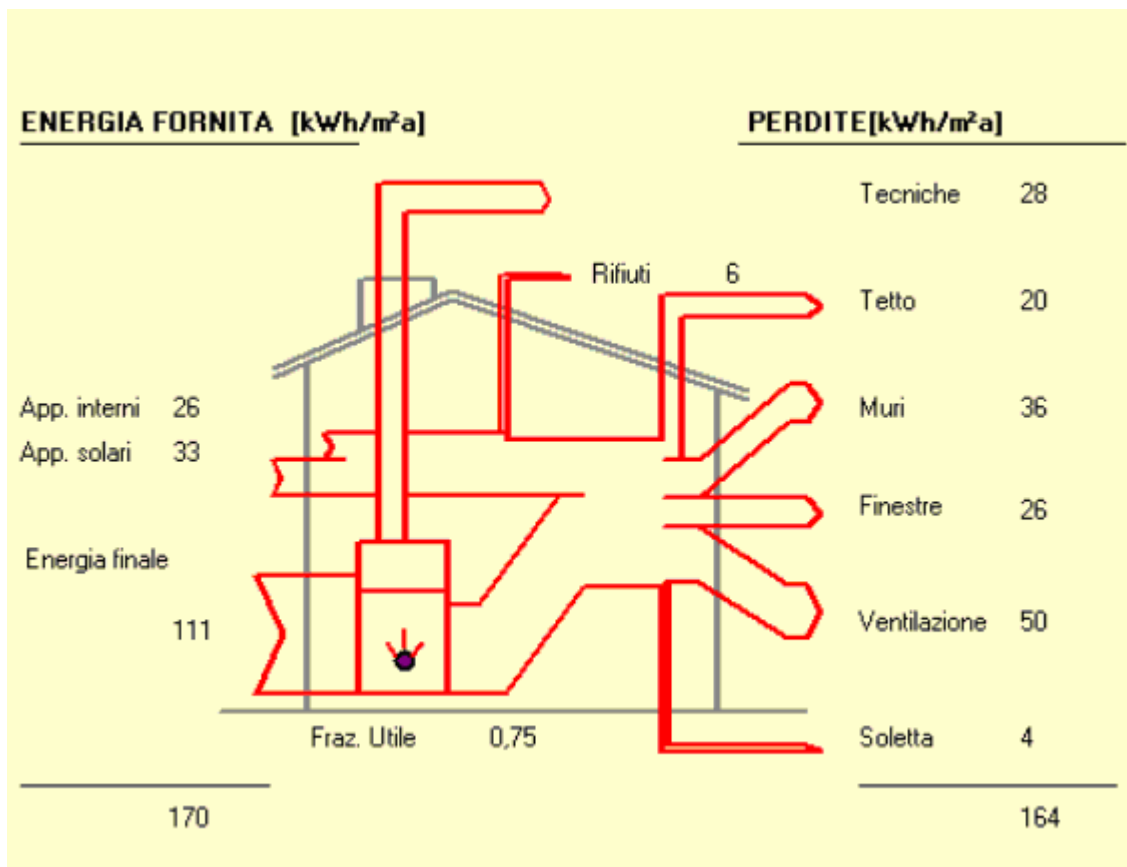 ENERGIA FORNITA [kWh/m²a]
PERDITE[kWh/m²a]
Tecniche 28
Rifiuti 6
Tetto 20
App. interni 26
Muri 36
App. solari 33
Finestre 26
Energia finale
111
Ventilazione 50
Fraz. Utile 0,75
Soletta 4
170
164